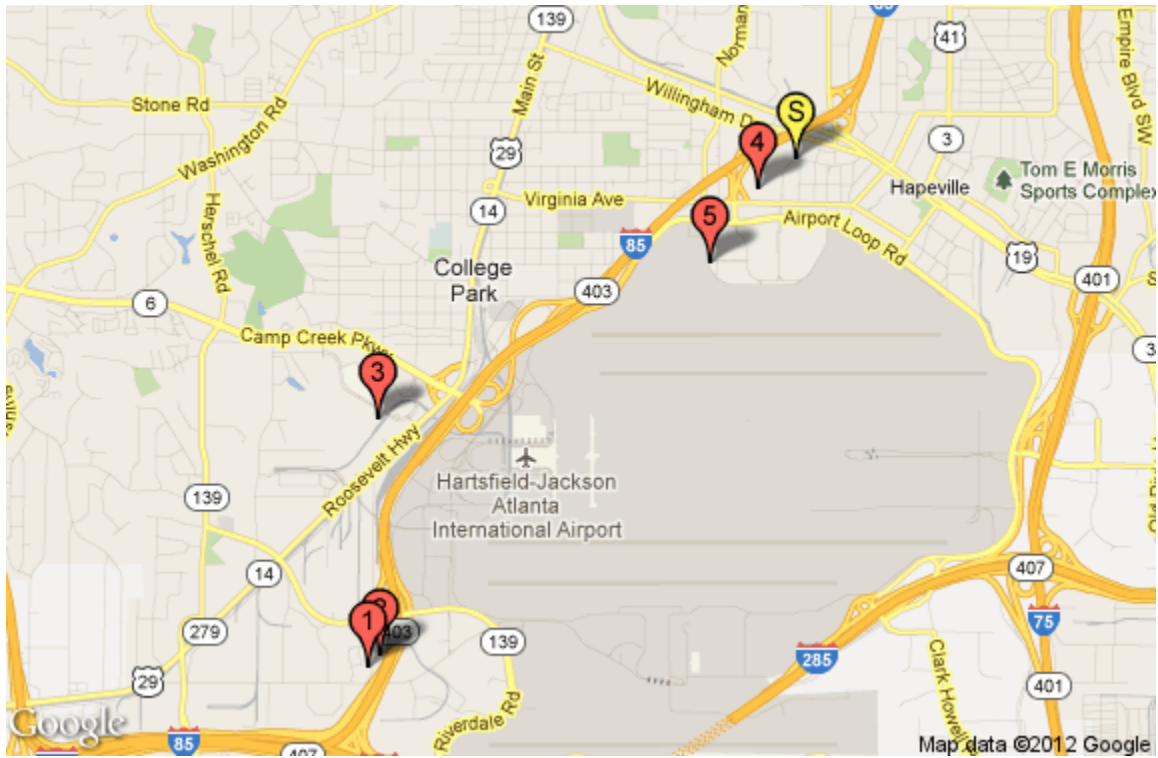 85
139
41
Norman
Main St
Willingham D
Empire Blvd SW
Stone Rd
Washington Rd
S
4
3
29
Tom E Morris
Sports Complex
Hapeville
Virginia Ave
14
Herschel Rd
5
Airport Loop Rd
85
19
College
Park
401
403
6
Camp Creek Pkwy
3
3
Roosevelt Hwy
Hartsfield-Jackson
Atlanta
International Airport
139
14
407
1
2
403
279
139
75
285
29
Clark Howell
401
Riverdale Rd
Google
85
407
Map data ©2012 Google